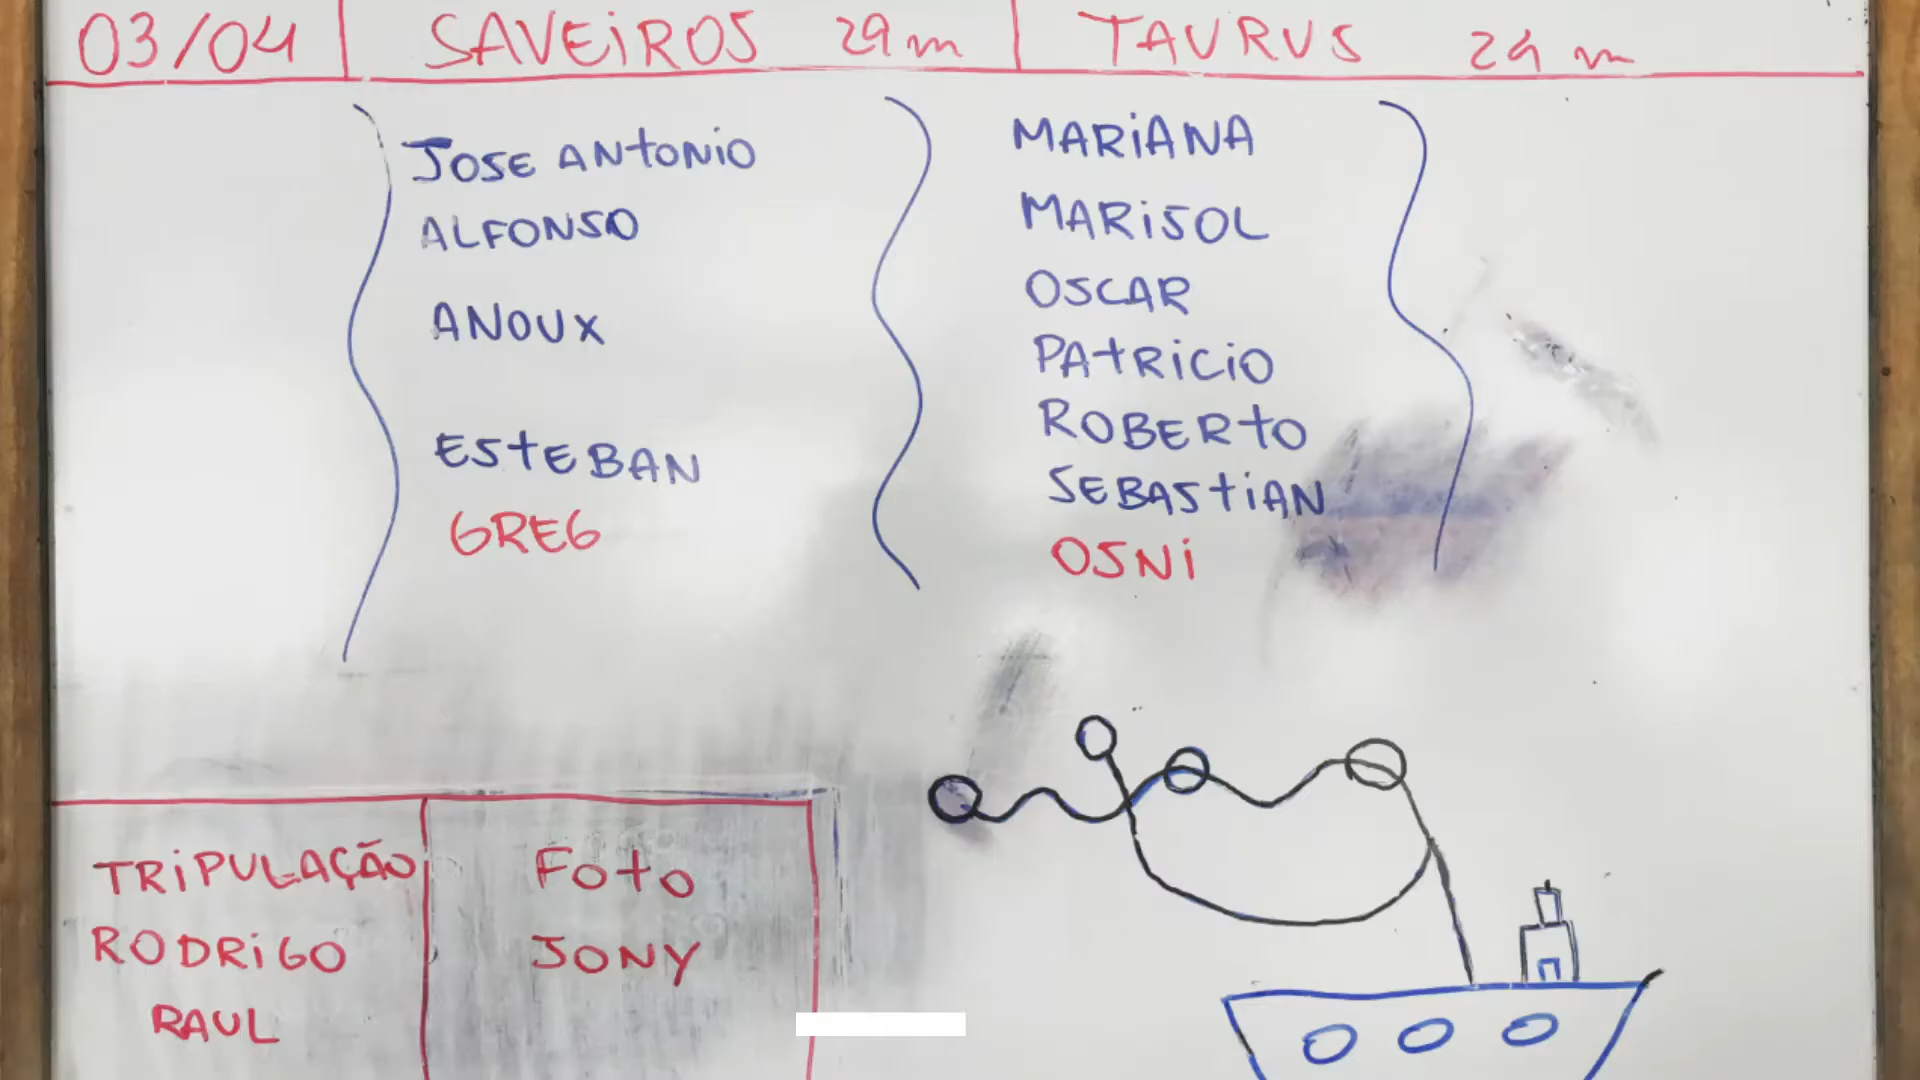 03/04 SAVEIROS 29 m TAURUS 29 m
JOSE ANTONIO
ALFONSO
ANOUX
ESTEBAN
GREG
MARIANA
MARISOL
OSCAR
PATRICIO
ROBERTO
SEBASTIAN
OSNI
TRIPULAÇÃO
RODRIGO
RAUL
FOTO
JONY